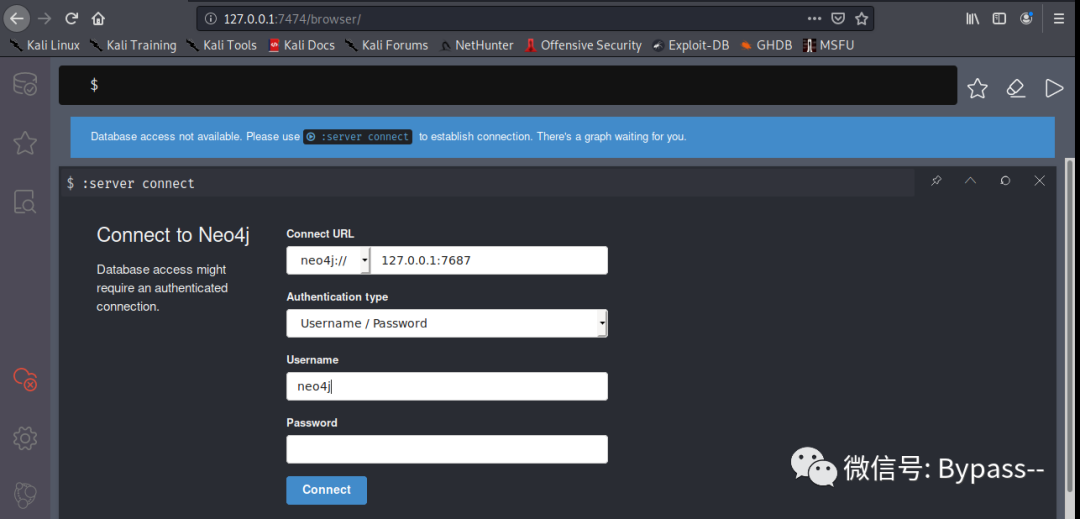 127.0.0.1:7474/browser/
Kali Linux Kali Training Kali Tools Kali Docs Kali Forums NetHunter Offensive Security Exploit-DB GHDB MSFU
$
Database access not available. Please use :server connect to establish connection. There's a graph waiting for you.
$ :server connect
Connect to Neo4j
Database access might
require an authenticated
connection.
Connect URL
neo4j:// 127.0.0.1:7687
Authentication type
Username / Password
Username
neo4j
Password
Connect
微信号: Bypass--